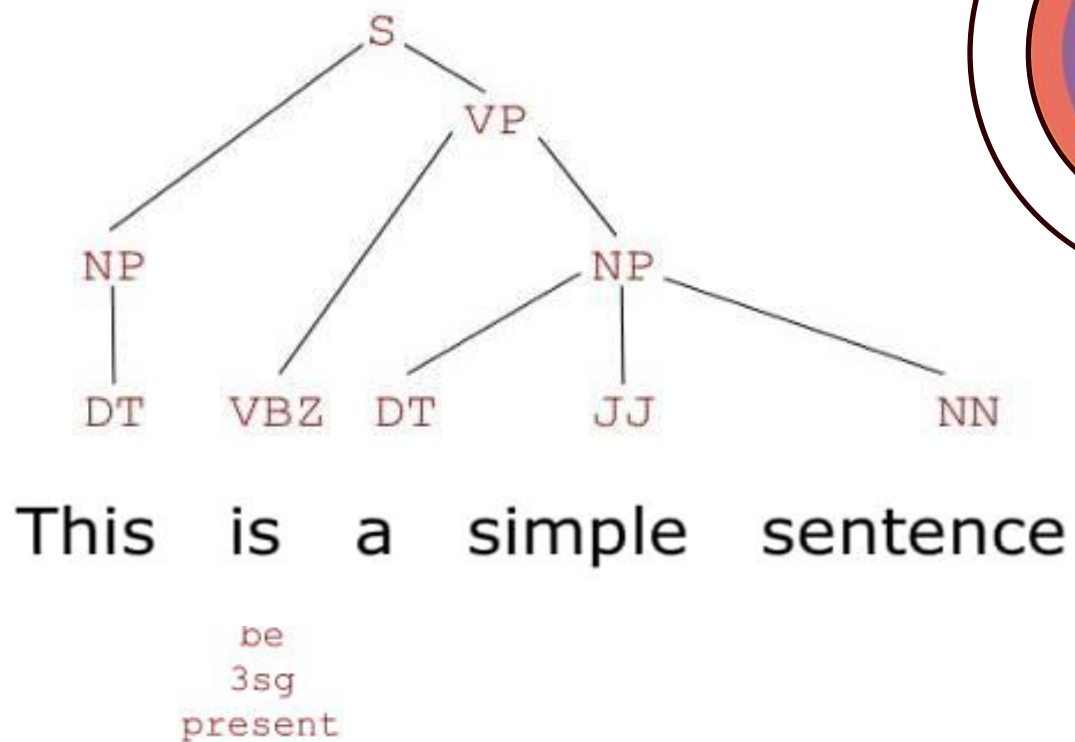 S
VP
NP NP
DT VBZ DT JJ NN
This is a simple sentence
be
3sg
present